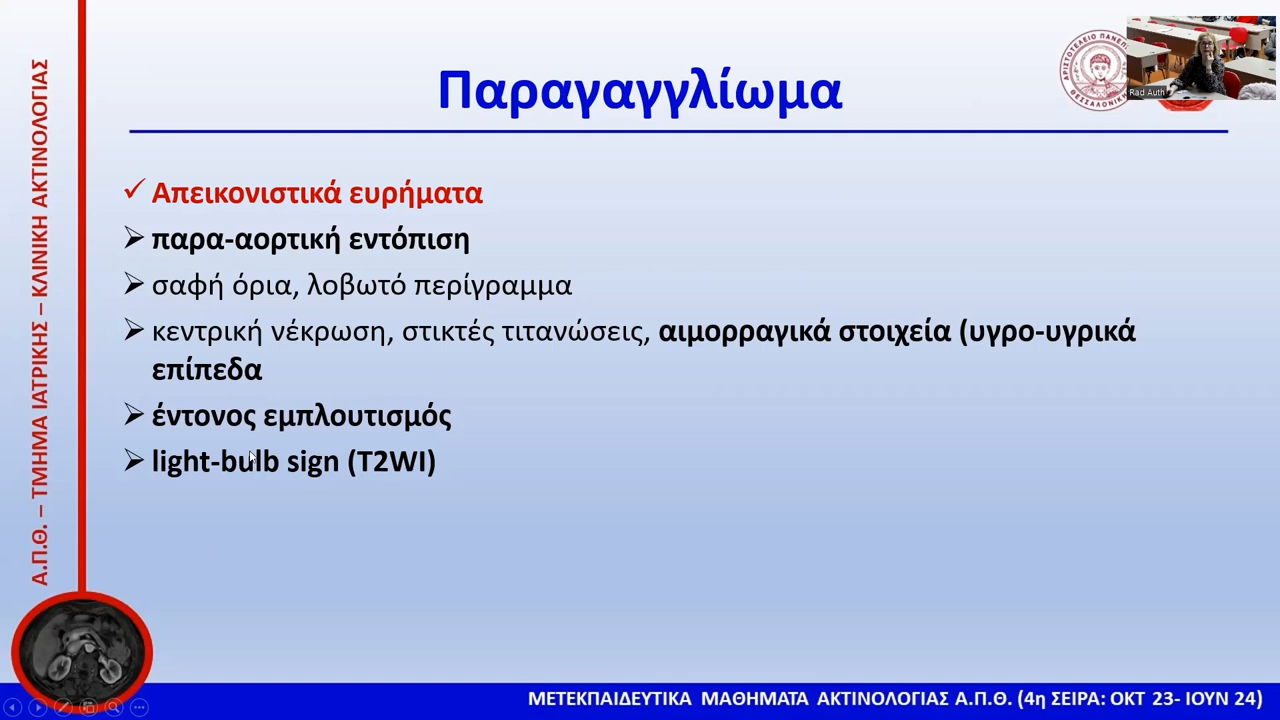 Παραγαγγλίωμα
Απεικονιστικά ευρήματα
παρα-αορτική εντόπιση
σαφή όρια, λοβωτό περίγραμμα
κεντρική νέκρωση, στικτές τιτανώσεις, αιμορραγικά στοιχεία (υγρο-υγρικά
επίπεδα
έντονος εμπλουτισμός
light-bulb sign (T2WI)
Α.Π.Θ. – ΤΜΗΜΑ ΙΑΤΡΙΚΗΣ – ΚΛΙΝΙΚΗ ΑΚΤΙΝΟΛΟΓΙΑΣ
Rad Auth
ΜΕΤΕΚΠΑΙΔΕΥΤΙΚΑ ΜΑΘΗΜΑΤΑ ΑΚΤΙΝΟΛΟΓΙΑΣ Α.Π.Θ. (4η ΣΕΙΡΑ: ΟΚΤ 23- ΙΟΥΝ 24)